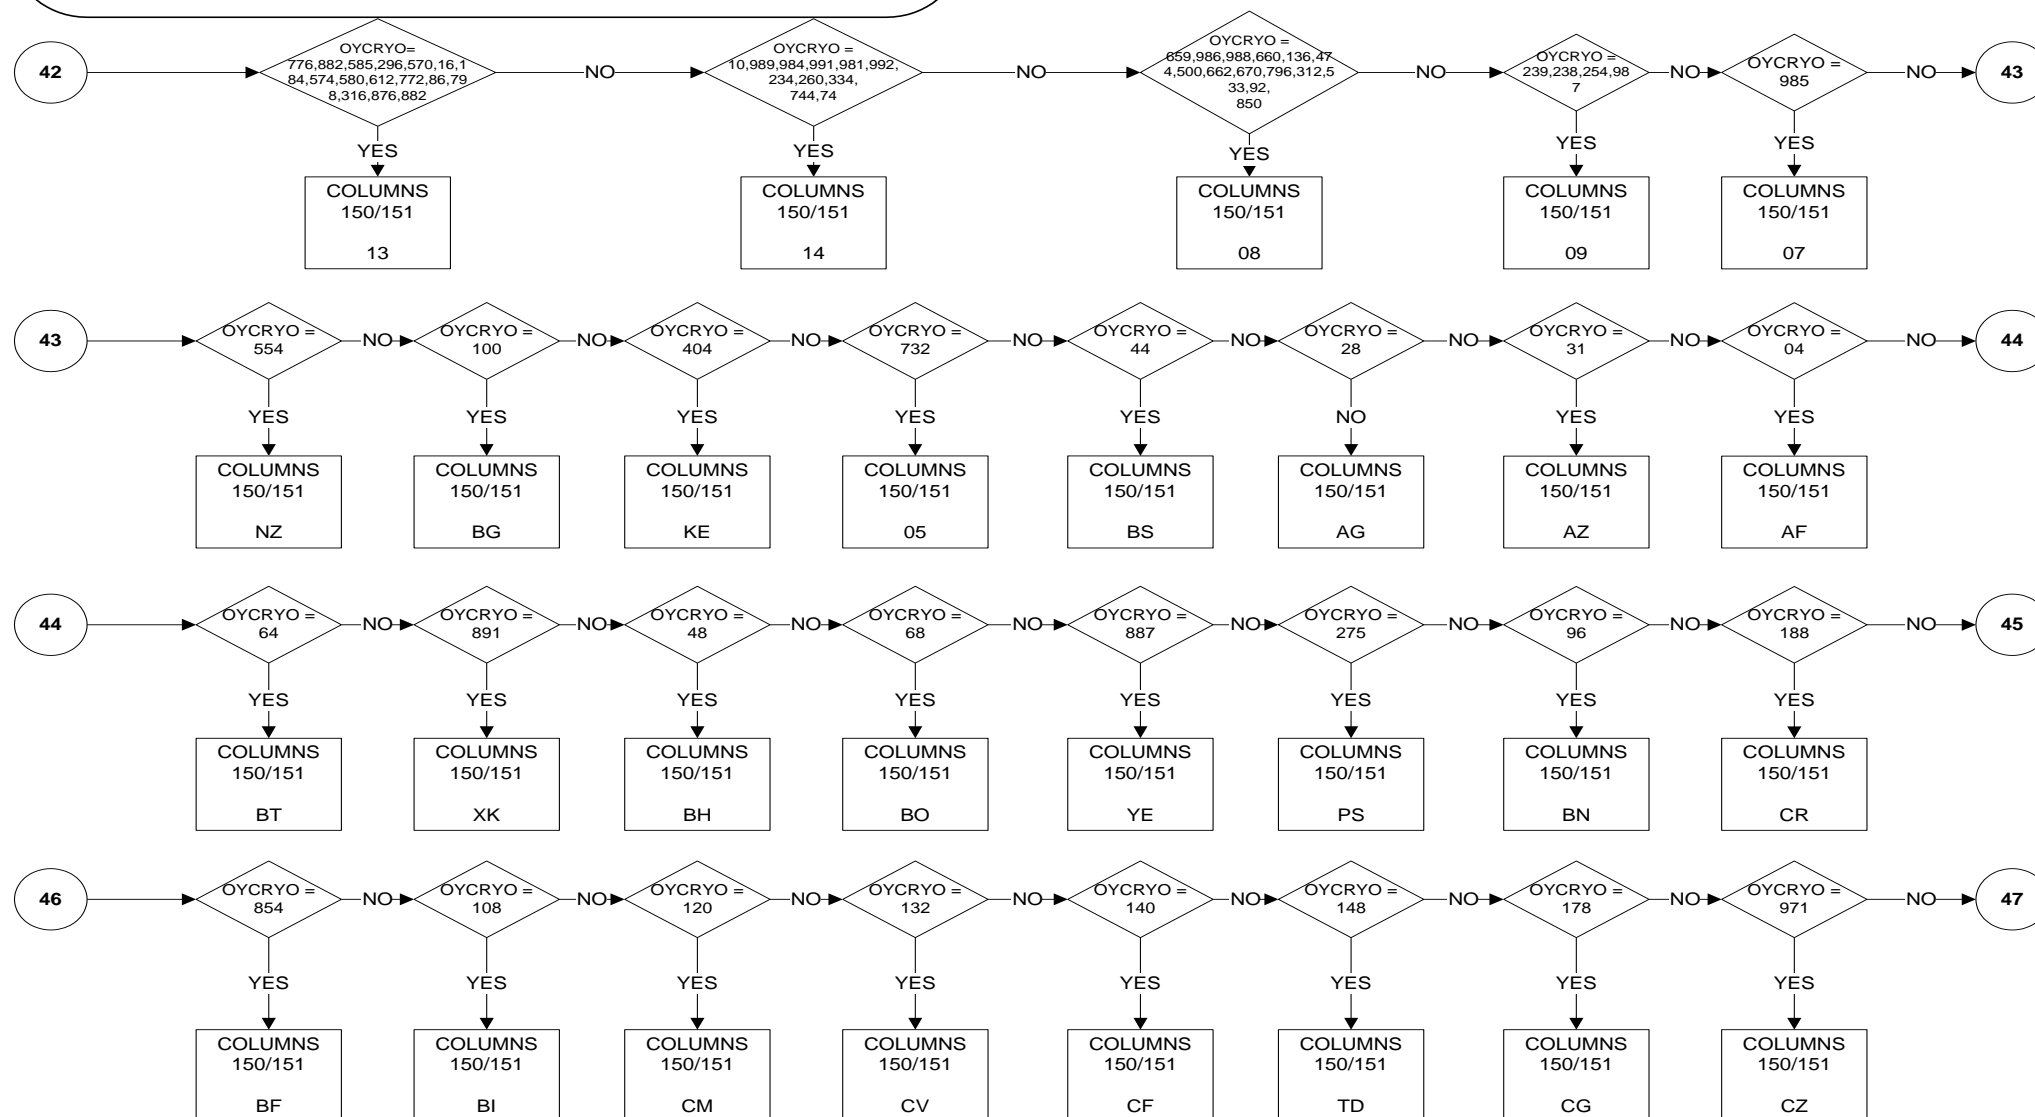 42
OYCRYO=
776,882,585,296,570,16,1
84,574,580,612,772,86,79
8,316,876,882
NO
OYCRYO =
10,989,984,991,981,992,
234,260,334,
744,74
NO
OYCRYO =
659,986,988,660,136,47
4,500,662,670,796,312,5
33,92,
850
NO
OYCRYO =
239,238,254,98
7
NO
OYCRYO =
985
NO
43
YES
YES
YES
YES
YES
COLUMNS
150/151
13
COLUMNS
150/151
14
COLUMNS
150/151
08
COLUMNS
150/151
09
COLUMNS
150/151
07
43
OYCRYO =
554
NO
OYCRYO =
100
NO
OYCRYO =
404
NO
OYCRYO =
732
NO
OYCRYO =
44
NO
OYCRYO =
28
NO
OYCRYO =
31
NO
OYCRYO =
04
NO
44
YES
YES
YES
YES
YES
NO
YES
YES
COLUMNS
150/151
NZ
COLUMNS
150/151
BG
COLUMNS
150/151
KE
COLUMNS
150/151
05
COLUMNS
150/151
BS
COLUMNS
150/151
AG
COLUMNS
150/151
AZ
COLUMNS
150/151
AF
44
OYCRYO =
64
NO
OYCRYO =
891
NO
OYCRYO =
48
NO
OYCRYO =
68
NO
OYCRYO =
887
NO
OYCRYO =
275
NO
OYCRYO =
96
NO
OYCRYO =
188
NO
45
YES
YES
YES
YES
YES
YES
YES
YES
COLUMNS
150/151
BT
COLUMNS
150/151
XK
COLUMNS
150/151
BH
COLUMNS
150/151
BO
COLUMNS
150/151
YE
COLUMNS
150/151
PS
COLUMNS
150/151
BN
COLUMNS
150/151
CR
46
OYCRYO =
854
NO
OYCRYO =
108
NO
OYCRYO =
120
NO
OYCRYO =
132
NO
OYCRYO =
140
NO
OYCRYO =
148
NO
OYCRYO =
178
NO
OYCRYO =
971
NO
47
YES
YES
YES
YES
YES
YES
YES
YES
COLUMNS
150/151
BF
COLUMNS
150/151
BI
COLUMNS
150/151
CM
COLUMNS
150/151
CV
COLUMNS
150/151
CF
COLUMNS
150/151
TD
COLUMNS
150/151
CG
COLUMNS
150/151
CZ